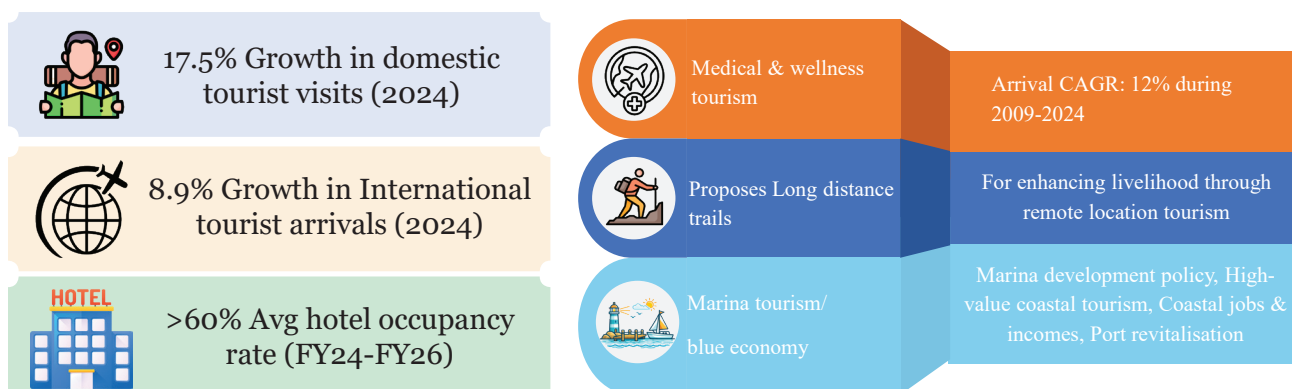 17.5% Growth in domestic
tourist visits (2024)
8.9% Growth in International
tourist arrivals (2024)
HOTEL
>60% Avg hotel occupancy
rate (FY24-FY26)
Medical & wellness
tourism
Arrival CAGR: 12% during
2009-2024
Proposes Long distance
trails
For enhancing livelihood through
remote location tourism
Marina tourism/
blue economy
Marina development policy, High-
value coastal tourism, Coastal jobs &
incomes, Port revitalisation